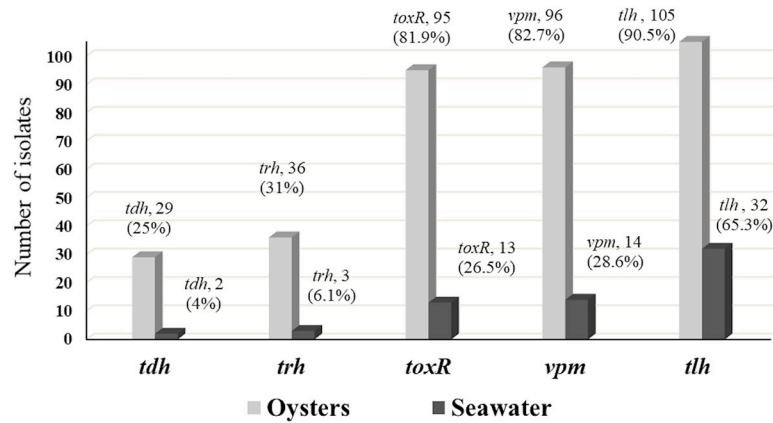 toxR, 95
(81.9%)
vpm, 96
(82.7%)
tlh, 105
(90.5%)
100
90
80
70
60
50
40
30
20
10
0
Number of isolates
trh, 36
(31%)
tdh, 29
(25%)
tlh , 32
(65.3%)
toxR, 13
(26.5%)
vpm, 14
(28.6%)
tdh, 2
(4%)
trh, 3
(6.1%)
tdh
trh
toxR
vpm
tlh
Oysters
Seawater